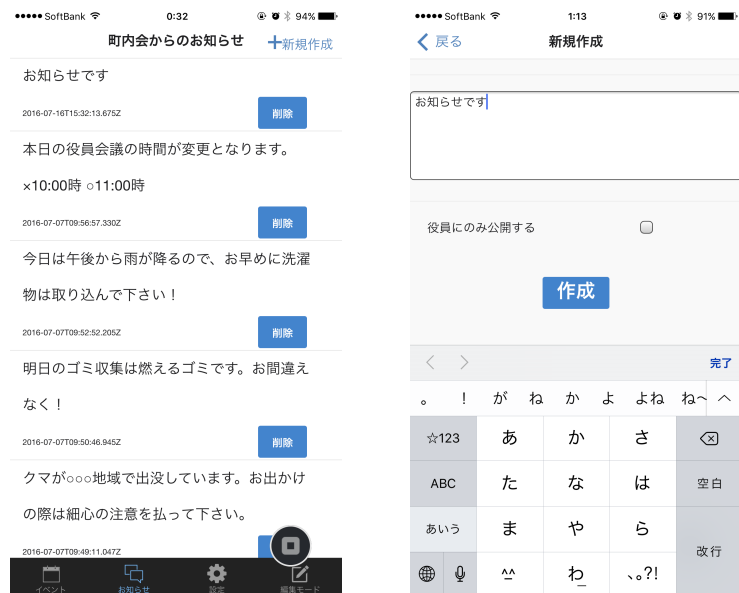 ●●●●● SoftBank 0:32 94%
町内会からのお知らせ
+新規作成
お知らせです
2016-07-16T15:32:13.675Z
削除
本日の役員会議の時間が変更となります。
×10:00時 ○11:00時
2016-07-07T09:56:57.330Z
削除
今日は午後から雨が降るので、お早めに洗濯
物は取り込んで下さい！
2016-07-07T09:52:52.205Z
削除
明日のゴミ収集は燃えるゴミです。お間違え
なく！
2016-07-07T09:50:46.945Z
削除
クマが○○○地域で出没しています。お出かけ
の際は細心の注意を払って下さい。
2016-07-07T09:49:11.047Z
イベント お知らせ 設定 編集モード
●●●●● SoftBank 1:13 91%
戻る 新規作成
お知らせです
役員にのみ公開する
作成
完了
。 ！ が ね か よ よね ね〜
☆123 あ か さ
ABC た な は 空白
あいう ま や ら
改行
^^ わ 、。?!